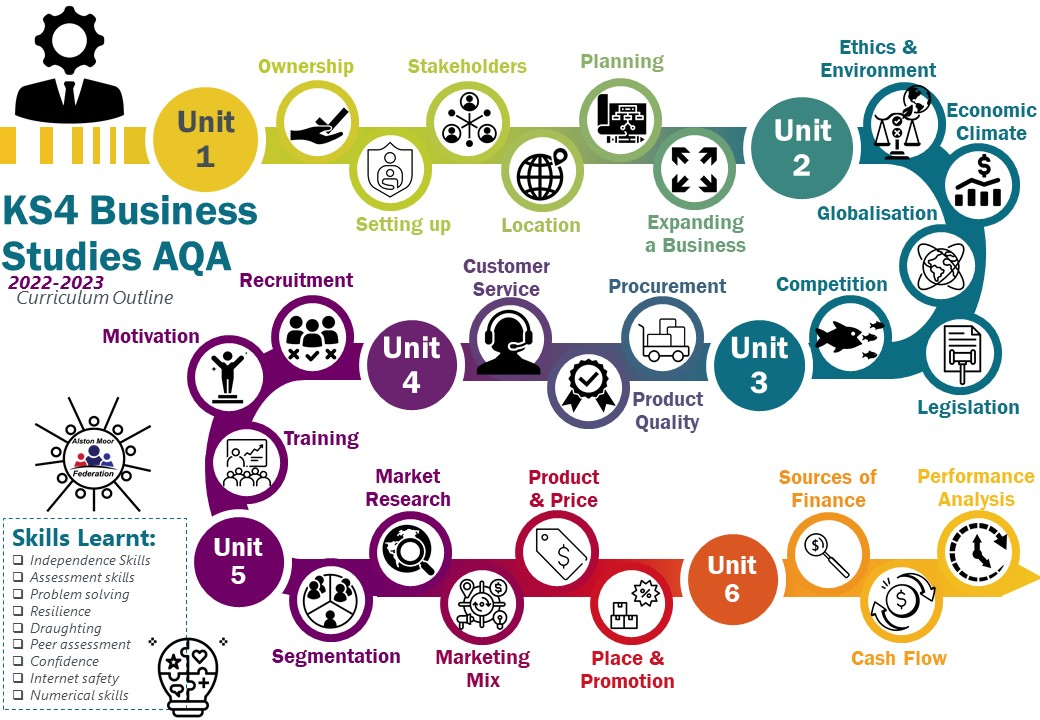 KS4 Business
Studies AQA
2022-2023
Curriculum Outline
Unit
1
Ownership
Setting up
Stakeholders
Location
Planning
Expanding
a Business
Unit
2
Ethics &
Environment
Economic
Climate
Globalisation
Legislation
Competition
Unit
3
Procurement
Product
Quality
Customer
Service
Unit
4
Recruitment
Motivation
Training
Unit
5
Segmentation
Market
Research
Marketing
Mix
Product
& Price
Place &
Promotion
Unit
6
Sources of
Finance
Cash Flow
Performance
Analysis
Alston Moor
Federation
Skills Learnt:
Independence Skills
Assessment skills
Problem solving
Resilience
Draughting
Peer assessment
Confidence
Internet safety
Numerical skills